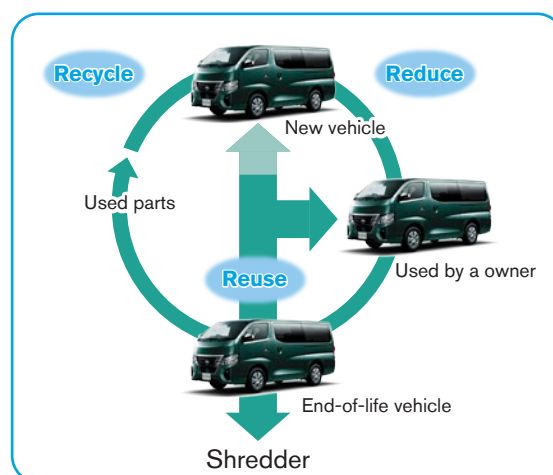 Recycle
Reduce
New vehicle
Used parts
Used by a owner
Reuse
End-of-life vehicle
Shredder